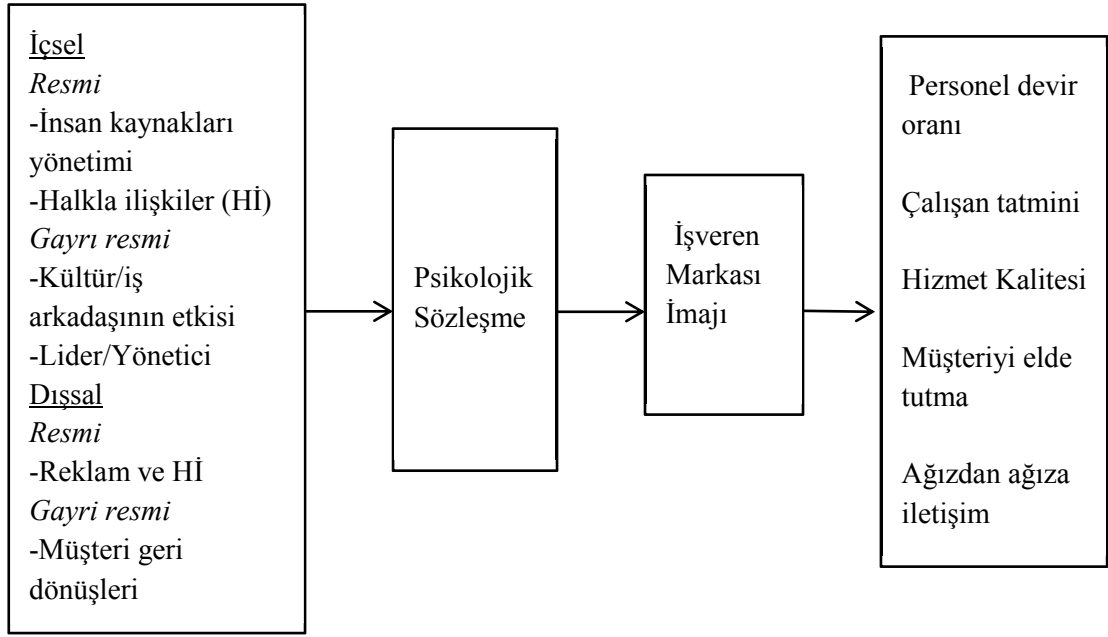 İçsel
Resmi
-İnsan kaynakları
yönetimi
-Halkla ilişkiler (Hİ)
Gayrı resmi
-Kültür/iş
arkadaşının etkisi
-Lider/Yönetici
Dışsal
Resmi
-Reklam ve Hİ
Gayri resmi
-Müşteri geri
dönüşleri
Psikolojik
Sözleşme
İşveren
Markası
İmajı
Personel devir
oranı
Çalışan tatmini
Hizmet Kalitesi
Müşteriyi elde
tutma
Ağızdan ağıza
iletişim